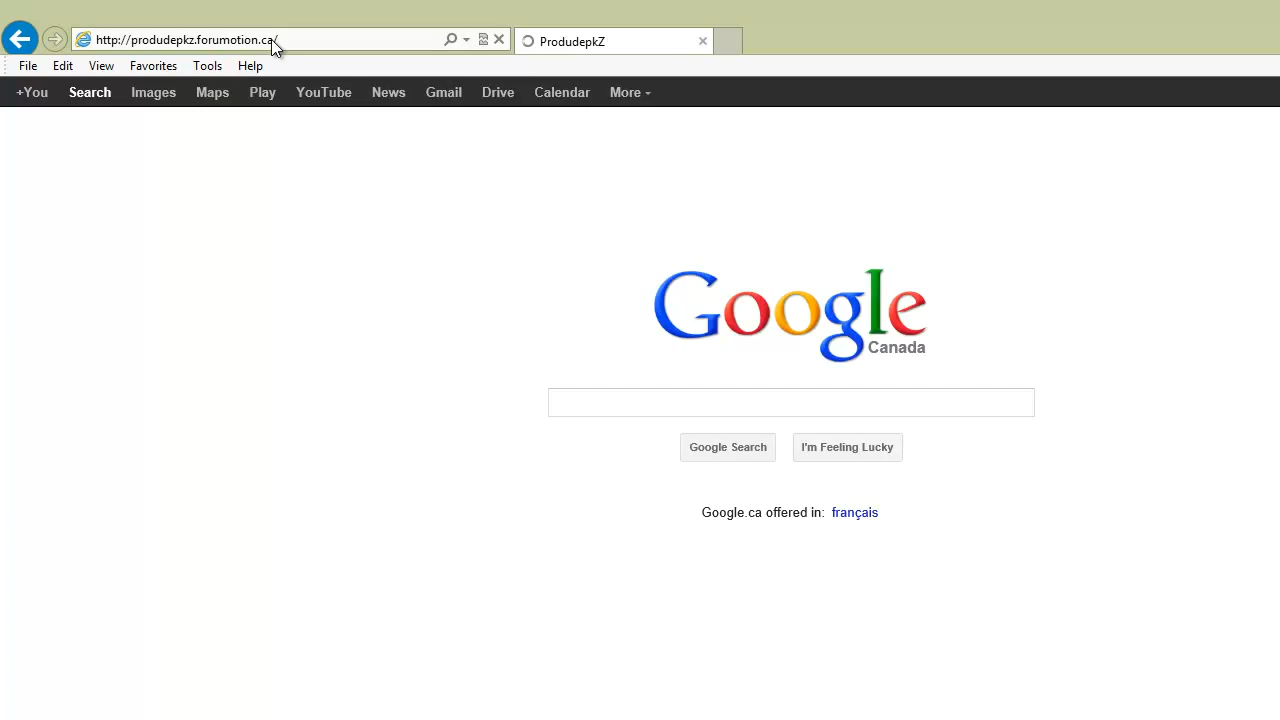 http://produdepkz.forumotion.ca/
ProdudepkZ
File Edit View Favorites Tools Help
+You Search Images Maps Play YouTube News Gmail Drive Calendar More
Google
Canada
Google Search I'm Feeling Lucky
Google.ca offered in: français